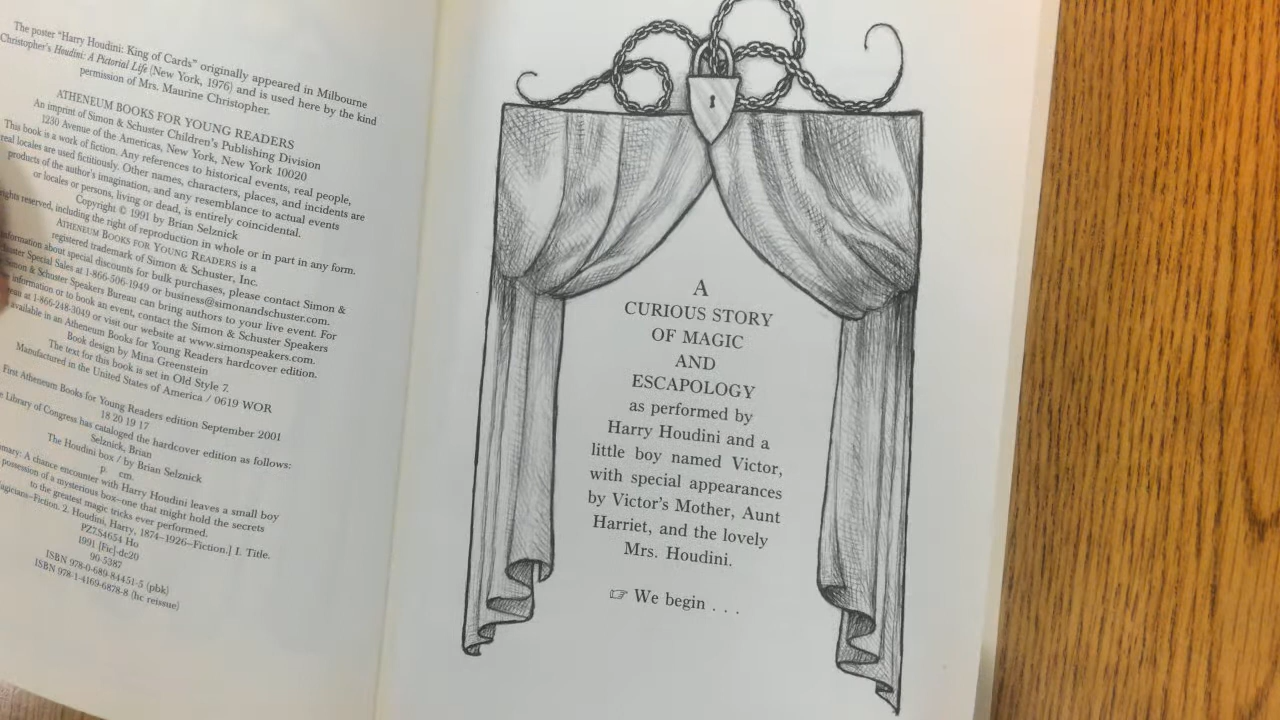 The poster “Harry Houdini: King of Cards” originally appeared in Milbourne
Christopher's Houdini: A Pictorial Life (New York, 1976) and is used here by the kind
permission of Mrs. Maurine Christopher.
ATHENEUM BOOKS FOR YOUNG READERS
An imprint of Simon & Schuster Children's Publishing Division
1230 Avenue of the Americas, New York, New York 10020
This book is a work of fiction. Any references to historical events, real people,
real locales are used fictitiously. Other names, characters, places, and incidents are
products of the author's imagination, and any resemblance to actual events
or locales or persons, living or dead, is entirely coincidental.
Copyright © 1991 by Brian Selznick
rights reserved, including the right of reproduction in whole or in part in any form.
ATHENEUM BOOKS FOR YOUNG READERS is a
registered trademark of Simon & Schuster, Inc.
information about special discounts for bulk purchases, please contact Simon &
Special Sales at 1-866-506-1949 or business@simonandschuster.com.
Simon & Schuster Speakers Bureau can bring authors to your live event. For
information or to book an event, contact the Simon & Schuster Speakers
at 1-866-248-3049 or visit our website at www.simonspeakers.com.
available in an Atheneum Books for Young Readers hardcover edition.
Book design by Mina Greenstein
The text for this book is set in Old Style 7.
Manufactured in the United States of America / 0619 WOR
First Atheneum Books for Young Readers edition September 2001
18 20 19 17
Library of Congress has cataloged the hardcover edition as follows:
Selznick, Brian
The Houdini box / by Brian Selznick
p. cm.
A chance encounter with Harry Houdini leaves a small boy
possession of a mysterious box—one that might hold the secrets
to the greatest magic tricks ever performed.
Fiction. 2. Houdini, Harry, 1874–1926—Fiction.] I. Title.
PZ7.S4654 Ho
1991 [Fic]-dc20
90-5387
ISBN 978-0-689-84451-5 (pbk)
ISBN 978-1-4169-6878-8 (hc reissue)
A
CURIOUS STORY
OF MAGIC
AND
ESCAPOLOGY
as performed by
Harry Houdini and a
little boy named Victor,
with special appearances
by Victor's Mother, Aunt
Harriet, and the lovely
Mrs. Houdini.
☞ We begin . . .